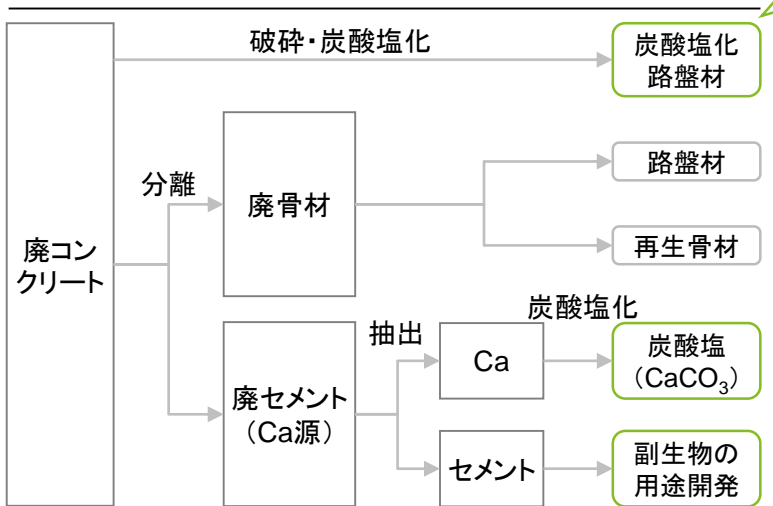 破砕・炭酸塩化
炭酸塩化
路盤材
廃コン
クリート
分離
廃骨材
路盤材
再生骨材
廃セメント
（Ca源）
抽出
Ca
炭酸塩化
炭酸塩
（CaCO₃）
セメント
副生物の
用途開発